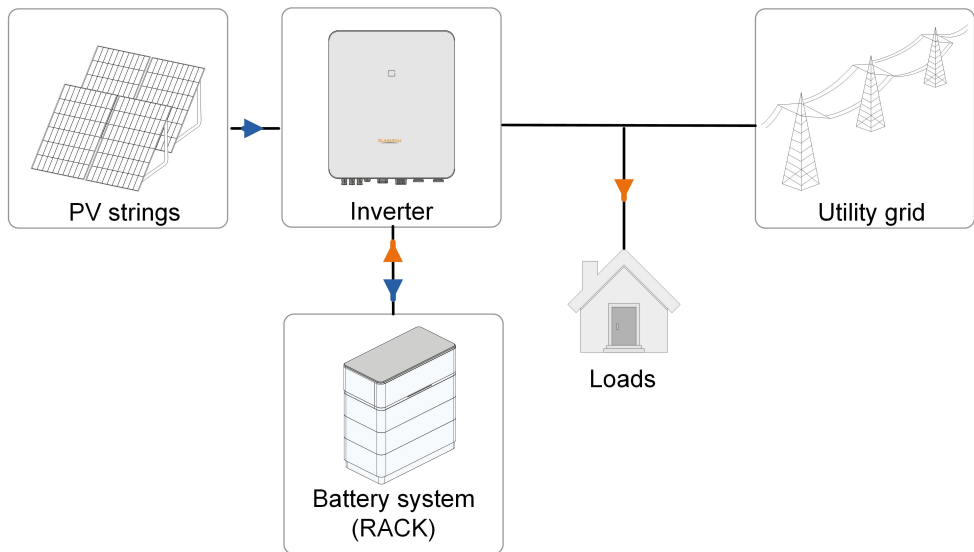 PV strings
Inverter
Utility grid
Loads
Battery system
(RACK)